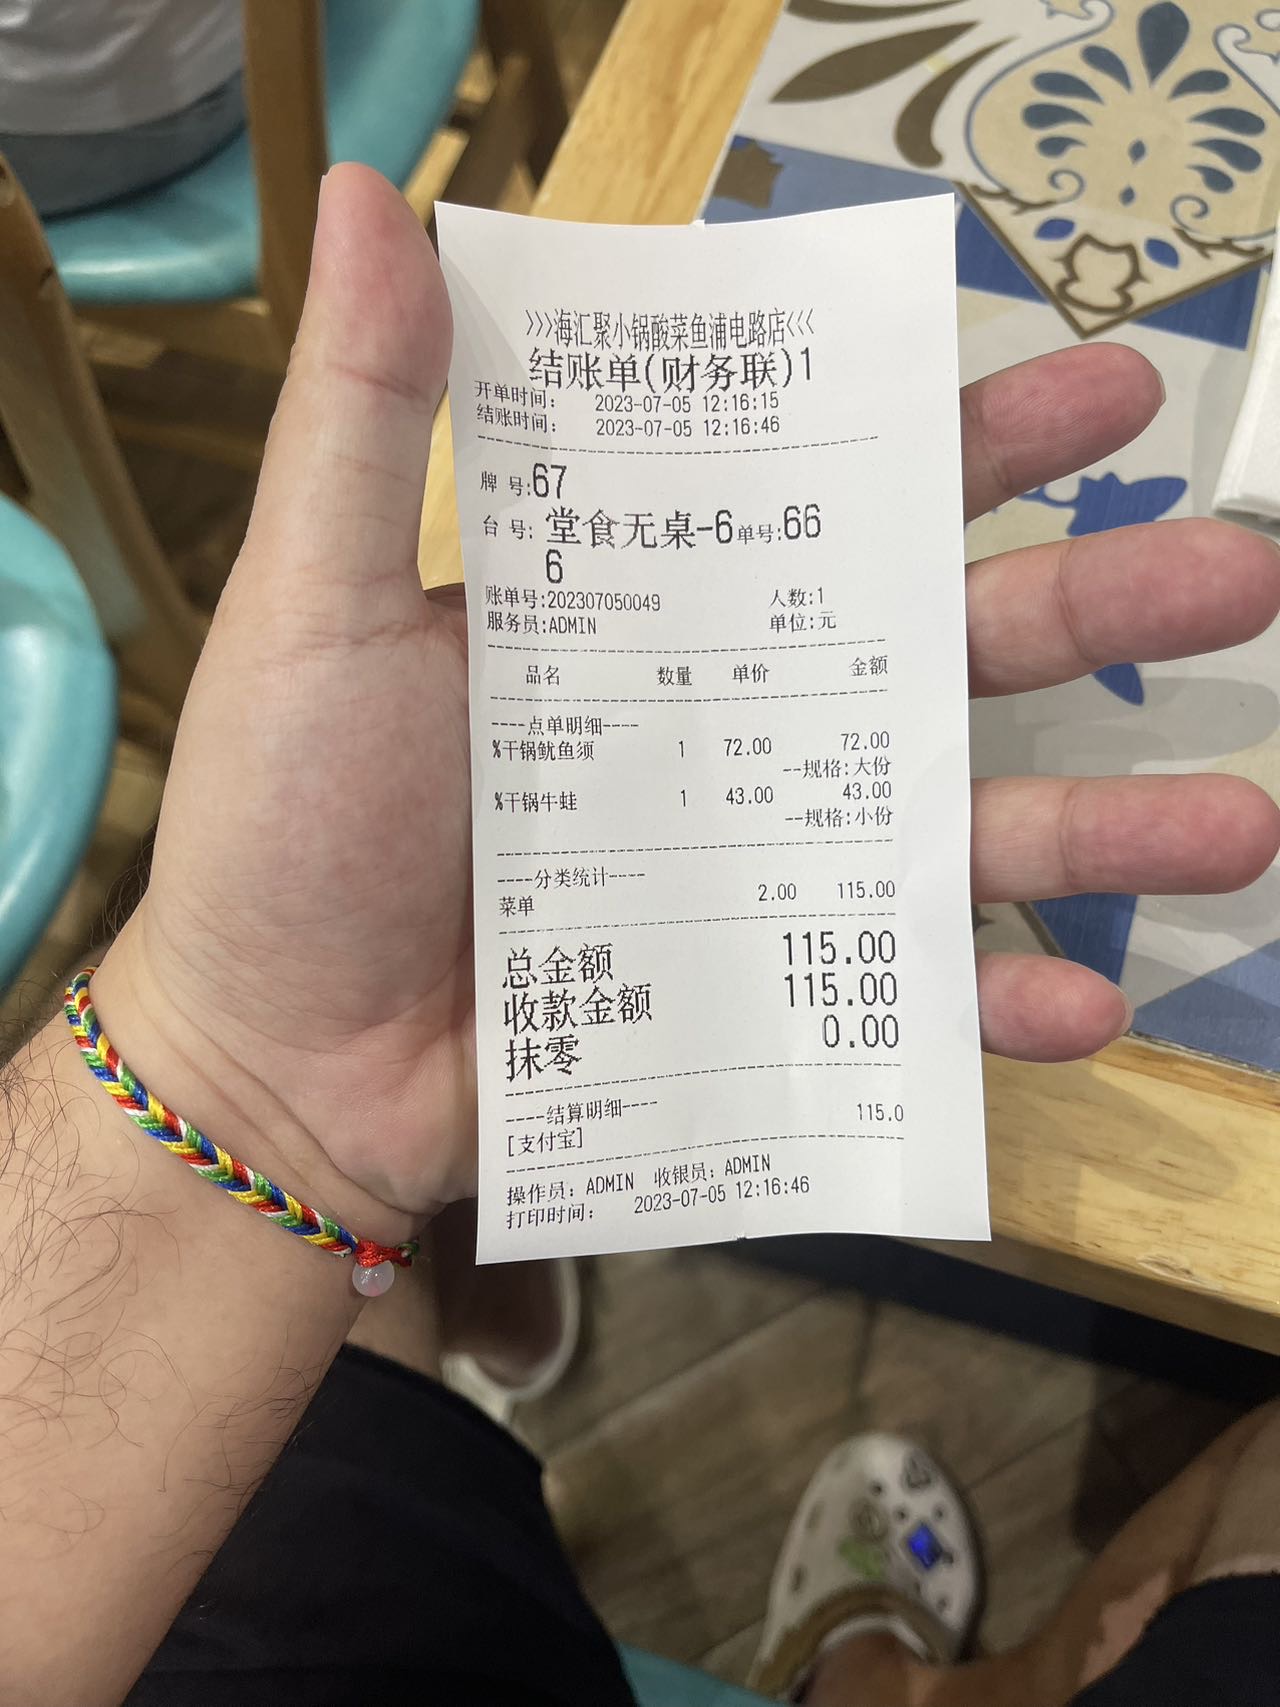 >>>海汇聚小锅酸菜鱼浦电路店<<<
结账单(财务联)1
开单时间： 2023-07-05 12:16:15
结账时间： 2023-07-05 12:16:46
牌 号:67
台 号: 堂食无桌-6 单号:66
6
账单号:202307050049 人数:1
服务员:ADMIN 单位:元
品名 数量 单价 金额
----点单明细----
%干锅鱿鱼须 1 72.00 72.00
--规格:大份
%干锅牛蛙 1 43.00 43.00
--规格:小份
----分类统计----
菜单 2.00 115.00
总金额 115.00
收款金额 115.00
抹零 0.00
----结算明细----
[支付宝] 115.0
操作员: ADMIN 收银员: ADMIN
打印时间： 2023-07-05 12:16:46